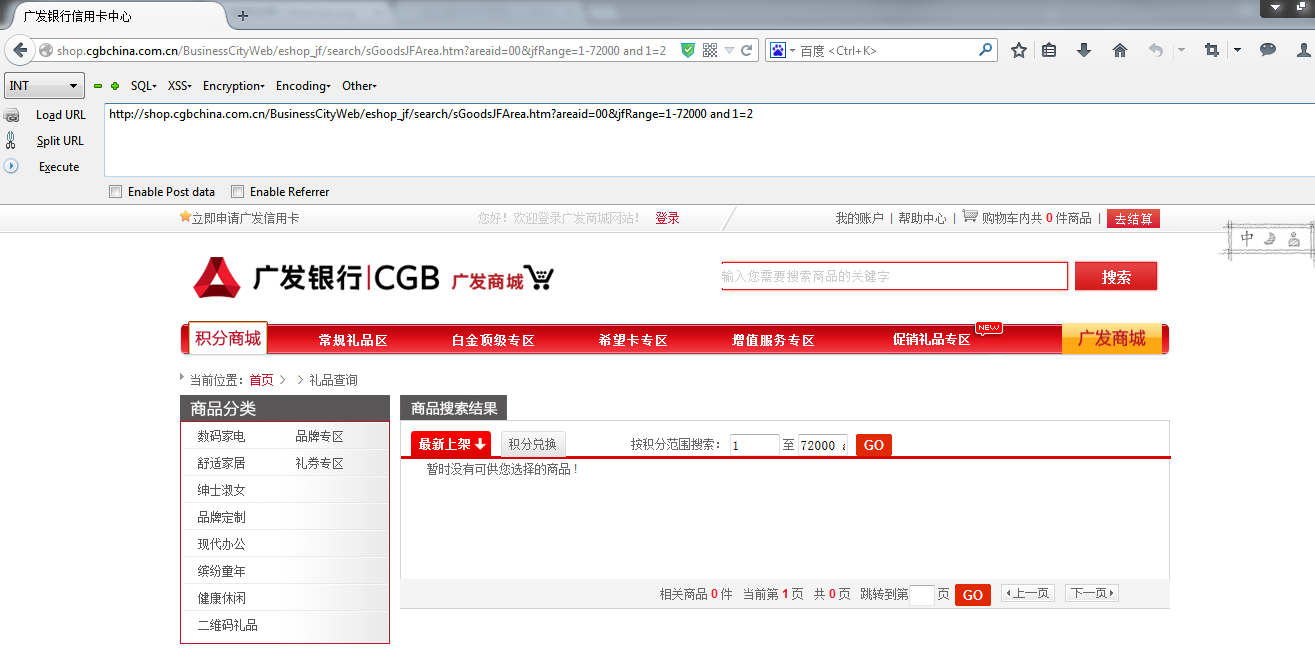 广发银行信用卡中心
shop.cgbchina.com.cn/BusinessCityWeb/eshop_jf/search/sGoodsJFArea.htm?areaid=00&jfRange=1-72000 and 1=2
百度 <Ctrl+K>
INT SQL XSS Encryption Encoding Other
Load URL
http://shop.cgbchina.com.cn/BusinessCityWeb/eshop_jf/search/sGoodsJFArea.htm?areaid=00&jfRange=1-72000 and 1=2
Split URL
Execute
Enable Post data Enable Referrer
立即申请广发信用卡 您好！欢迎登录广发商城网站！ 登录 我的账户 | 帮助中心 | 购物车内共 0 件商品 | 去结算
中
广发银行|CGB 广发商城
输入您需要搜索商品的关键字 搜索
NEW
积分商城 常规礼品区 白金顶级专区 希望卡专区 增值服务专区 促销礼品专区 广发商城
当前位置：首页 > > 礼品查询
商品分类
数码家电 品牌专区
舒适家居 礼券专区
绅士淑女
品牌定制
现代办公
缤纷童年
健康休闲
二维码礼品
商品搜索结果
最新上架 积分兑换 按积分范围搜索： 1 至 72000 GO
暂时没有可供您选择的商品！
相关商品 0 件 当前第 1 页 共 0 页 跳转到第 页 GO 上一页 下一页